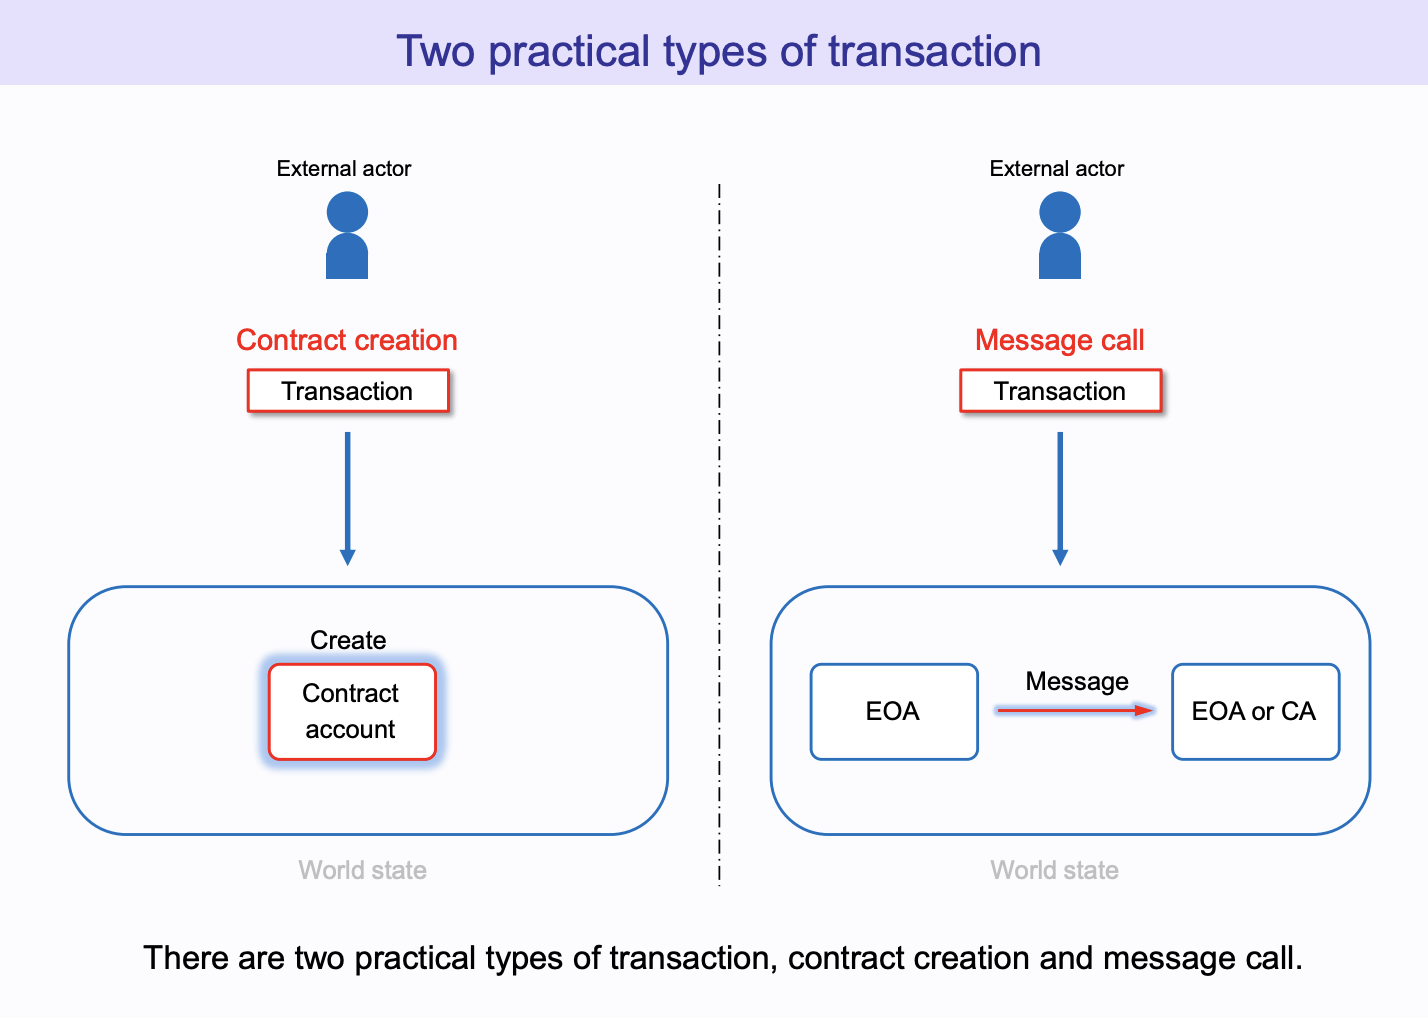 Two practical types of transaction
External actor
Contract creation
Transaction
Create
Contract
account
World state
External actor
Message call
Transaction
EOA
Message
EOA or CA
World state
There are two practical types of transaction, contract creation and message call.